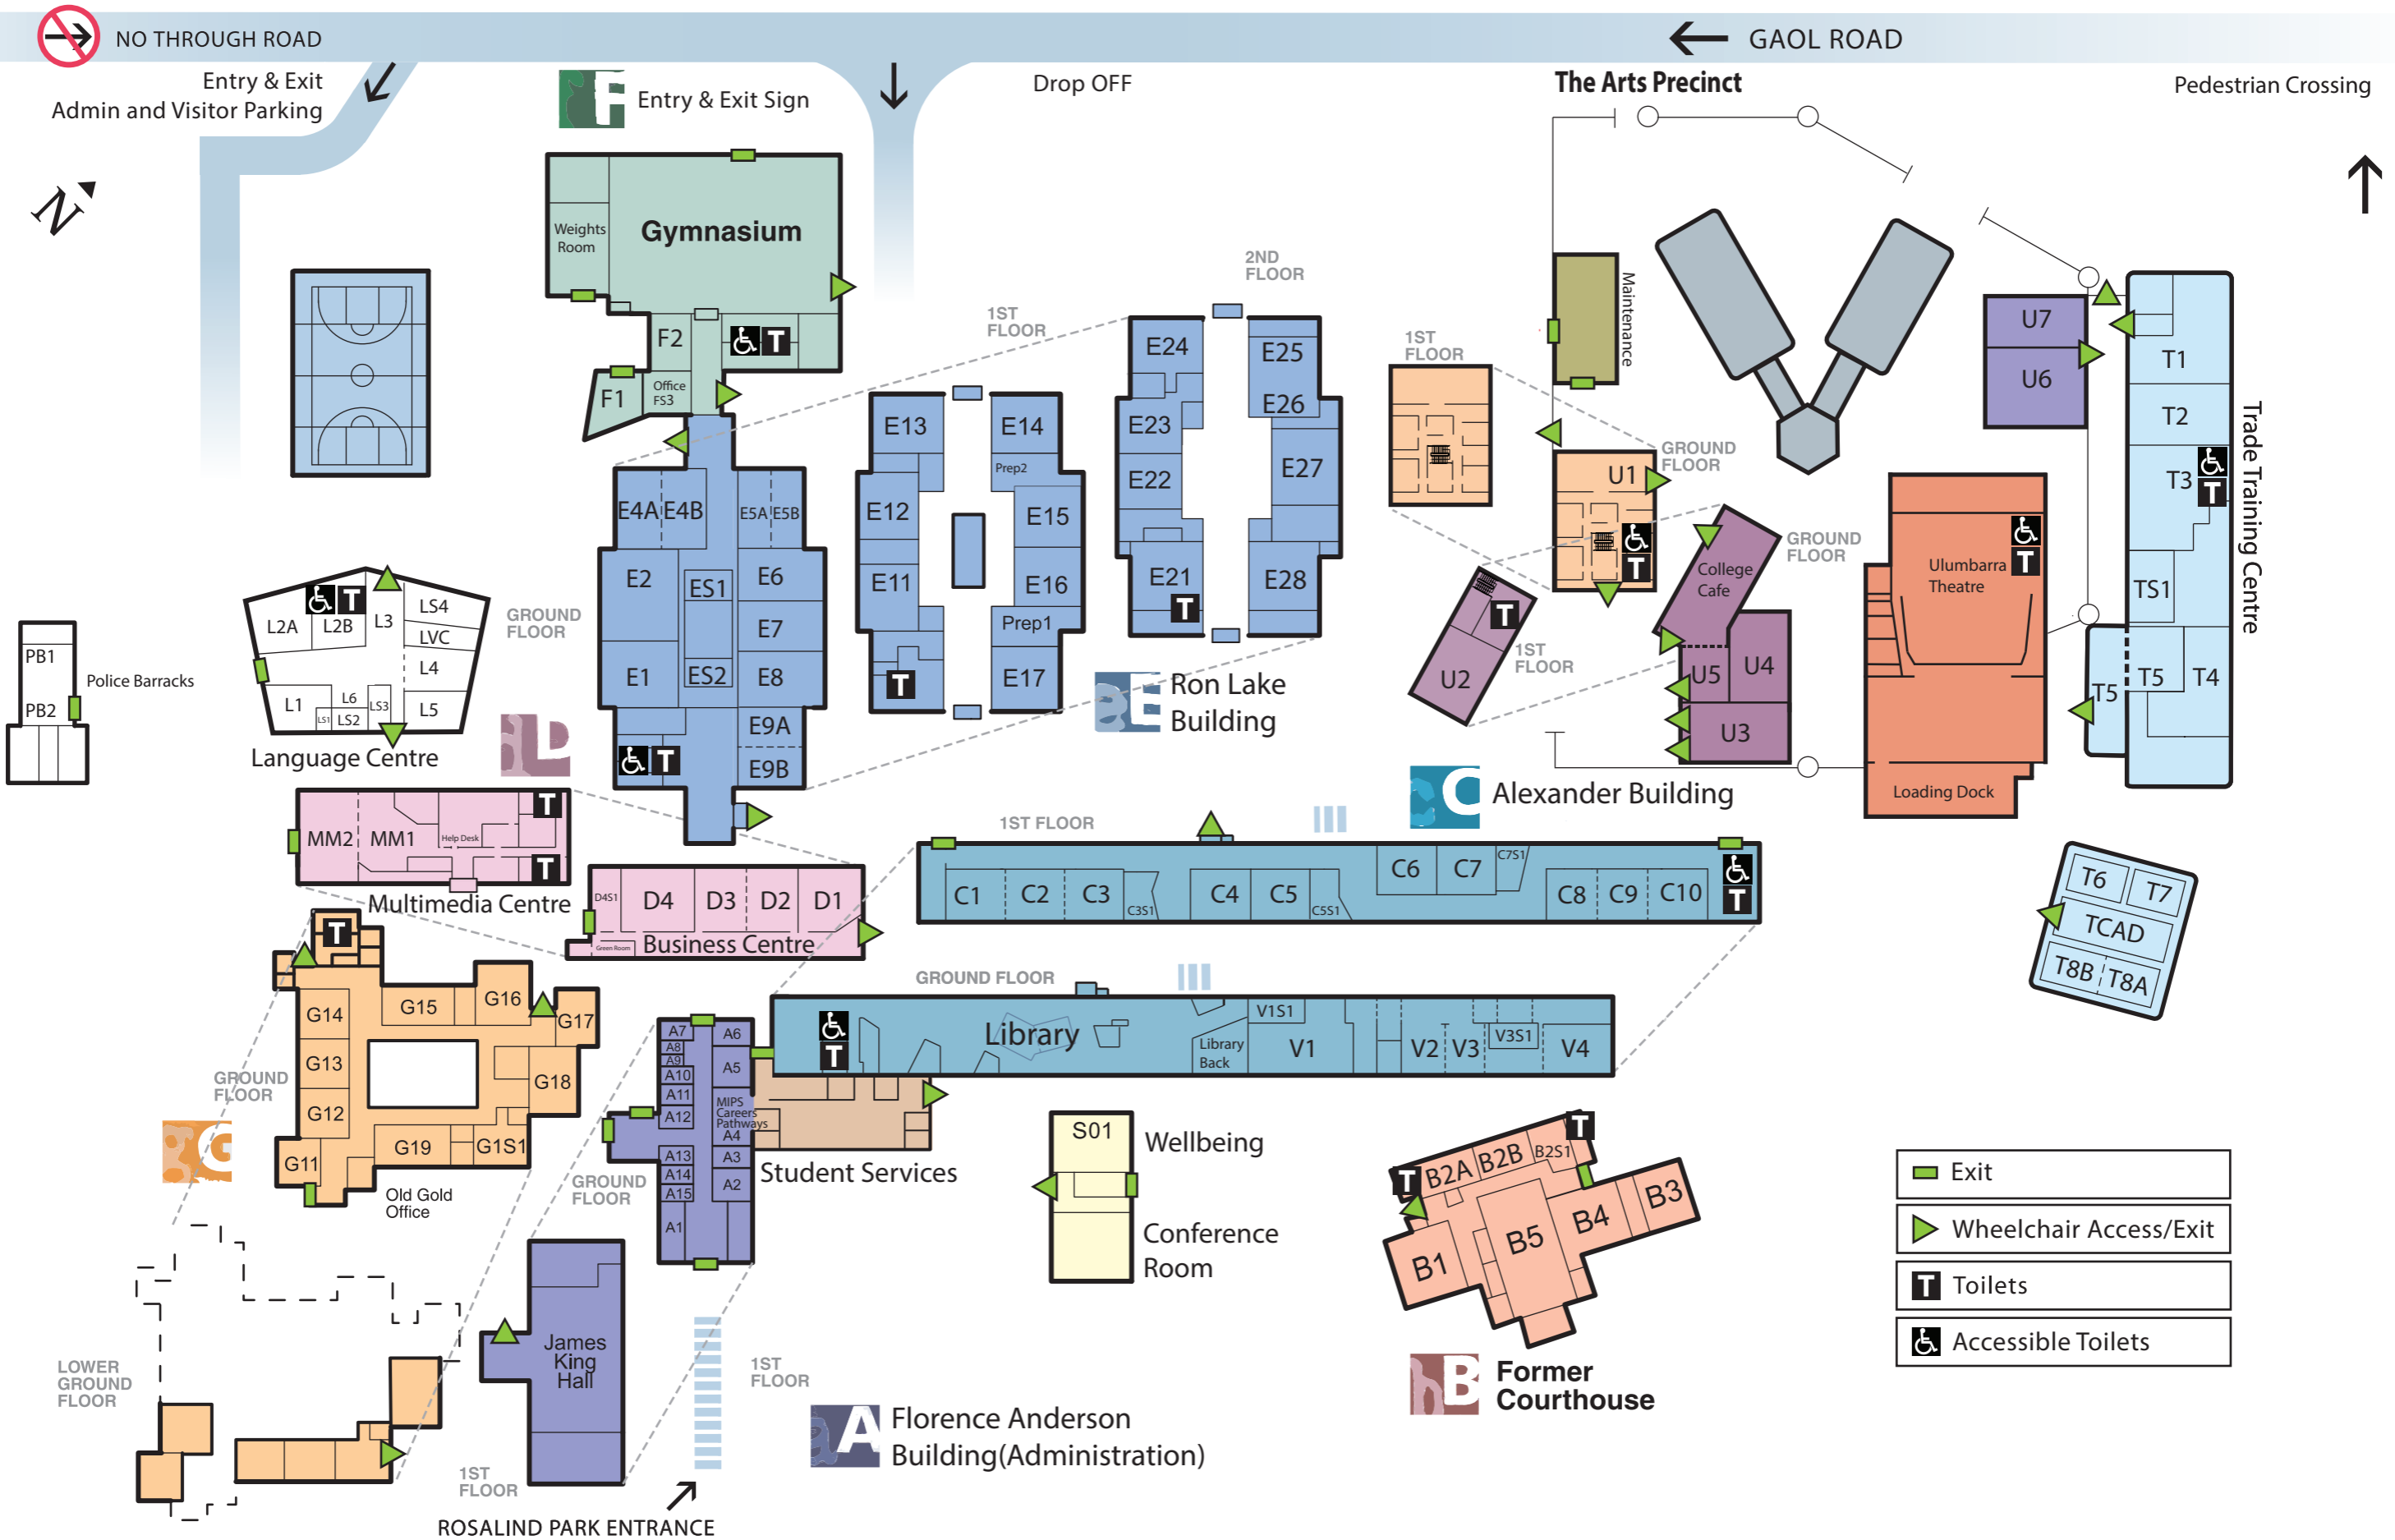 NO THROUGH ROAD
GAOL ROAD
Entry & Exit
Admin and Visitor Parking
F
Entry & Exit Sign
Drop OFF
The Arts Precinct
Pedestrian Crossing
N
Weights
Room
Gymnasium
F2
T
F1
Office
FS3
2ND
FLOOR
1ST
FLOOR
E24
E25
E26
E23
E22
E27
E21
T
E28
E13
E14
Prep2
E12
E15
E11
E16
Prep1
T
E17
E4A
E4B
E5A
E5B
E2
ES1
E6
E7
E1
ES2
E8
E9A
T
E9B
GROUND
FLOOR
E
Ron Lake
Building
1ST
FLOOR
Maintenance
GROUND
FLOOR
U1
T
U7
U6
T1
T2
T3
T
Trade Training Centre
TS1
T5
T5
T4
College
Cafe
GROUND
FLOOR
T
U2
1ST
FLOOR
U5
U4
U3
Ulumbarra
Theatre
T
Loading Dock
PB1
PB2
Police Barracks
T
L2A
L2B
L3
LS4
LVC
L4
L1
L6
LS1
LS2
LS3
L5
Language Centre
D
MM2
MM1
Help Desk
T
T
Multimedia Centre
D4S1
D4
D3
D2
D1
Green Room
Business Centre
C
Alexander Building
1ST FLOOR
C1
C2
C3
C3S1
C4
C5
C5S1
C6
C7
C7S1
C8
C9
C10
T
T6
T7
TCAD
T8B
T8A
GROUND FLOOR
T
Library
Library
Back
V1S1
V1
V2
V3
V3S1
V4
T
G14
G15
G16
G17
G13
G18
G12
G11
G19
G1S1
GROUND
FLOOR
G
Old Gold
Office
A7
A6
A8
A9
A5
A10
A11
MIPS
Careers
Pathways
A12
A4
A13
A3
A14
A2
A15
A1
GROUND
FLOOR
Student Services
S01
Wellbeing
Conference
Room
T
T
B2A
B2B
B2S1
B1
B5
B4
B3
B
Former
Courthouse
Exit
Wheelchair Access/Exit
T
Toilets
Accessible Toilets
LOWER
GROUND
FLOOR
James
King
Hall
1ST
FLOOR
1ST
FLOOR
A
Florence Anderson
Building(Administration)
ROSALIND PARK ENTRANCE